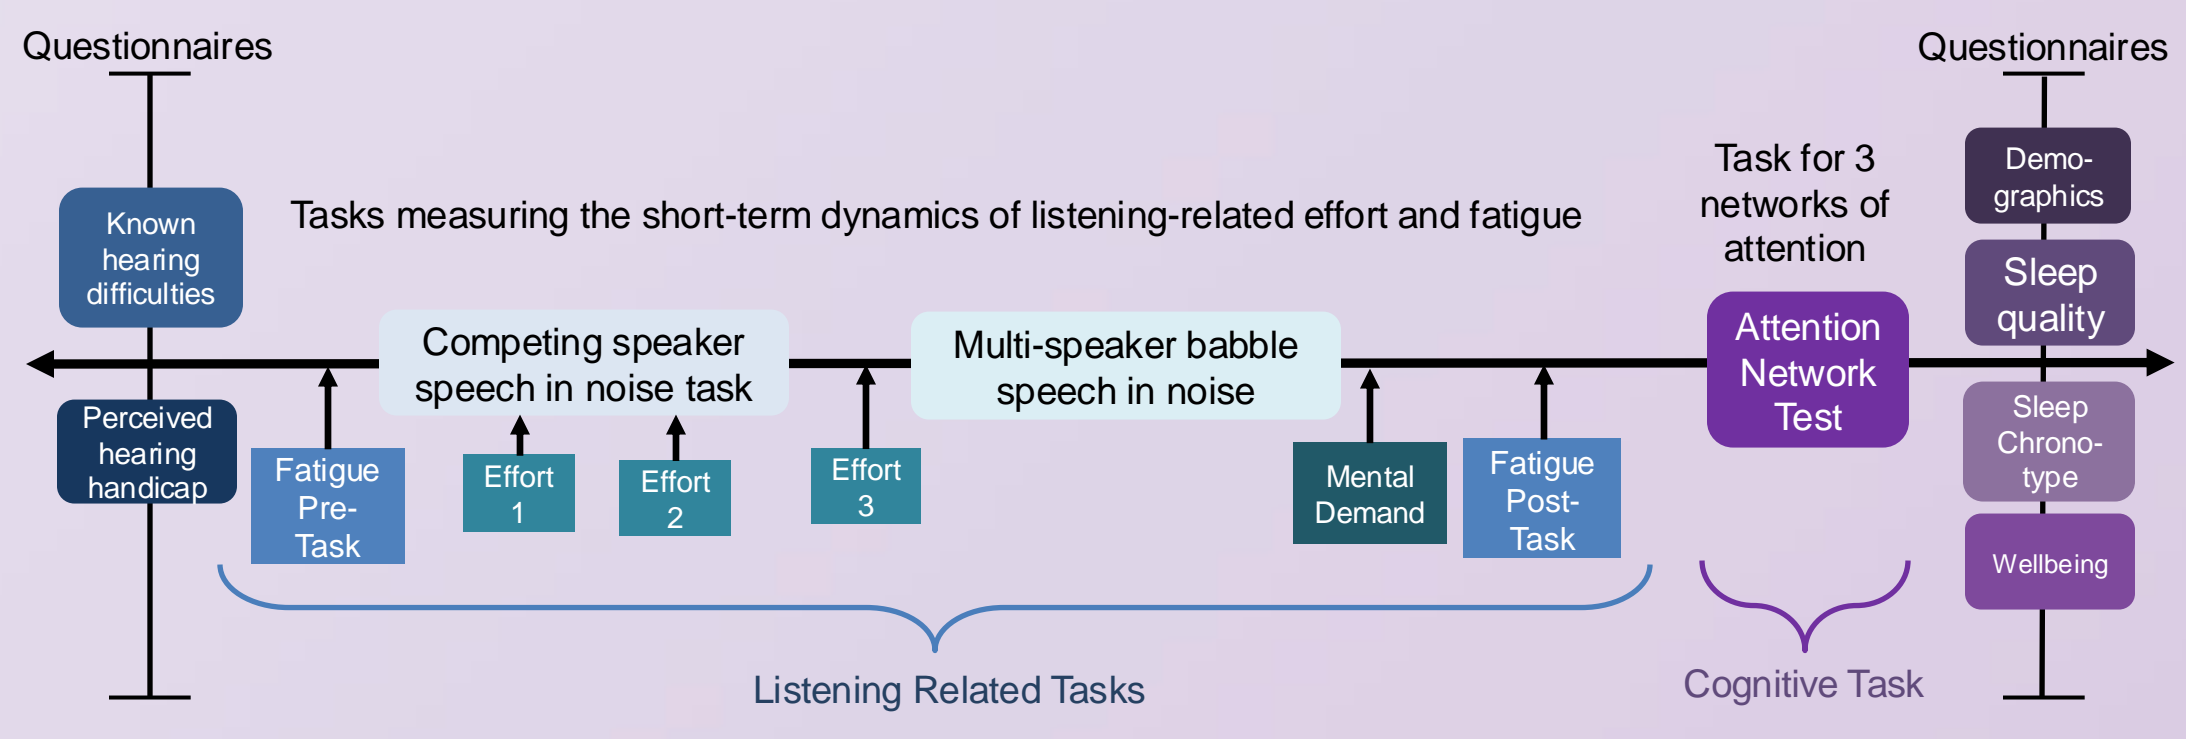 Questionnaires
Known
hearing
difficulties
Perceived
hearing
handicap
Tasks measuring the short-term dynamics of listening-related effort and fatigue
Fatigue
Pre-
Task
Competing speaker
speech in noise task
Effort
1
Effort
2
Effort
3
Multi-speaker babble
speech in noise
Mental
Demand
Fatigue
Post-
Task
Listening Related Tasks
Task for 3
networks of
attention
Attention
Network
Test
Cognitive Task
Questionnaires
Demo-
graphics
Sleep
quality
Sleep
Chrono-
type
Wellbeing